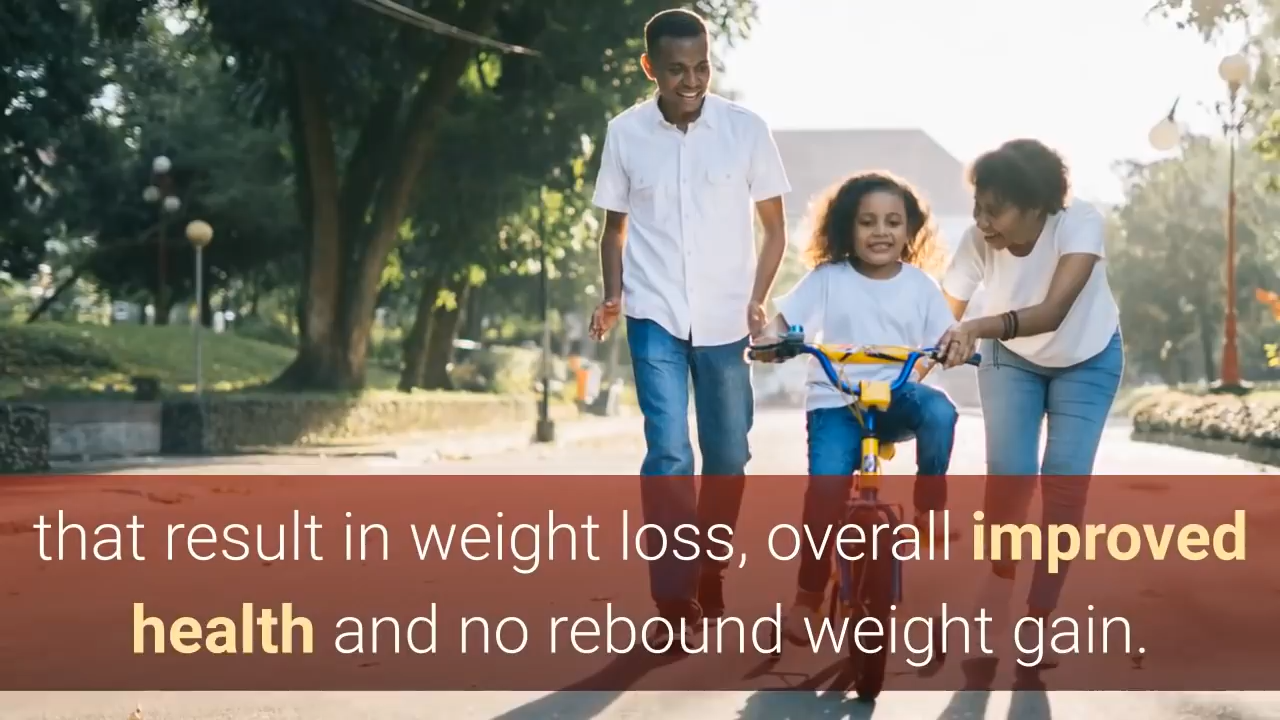 that result in weight loss, overall improved
health and no rebound weight gain.